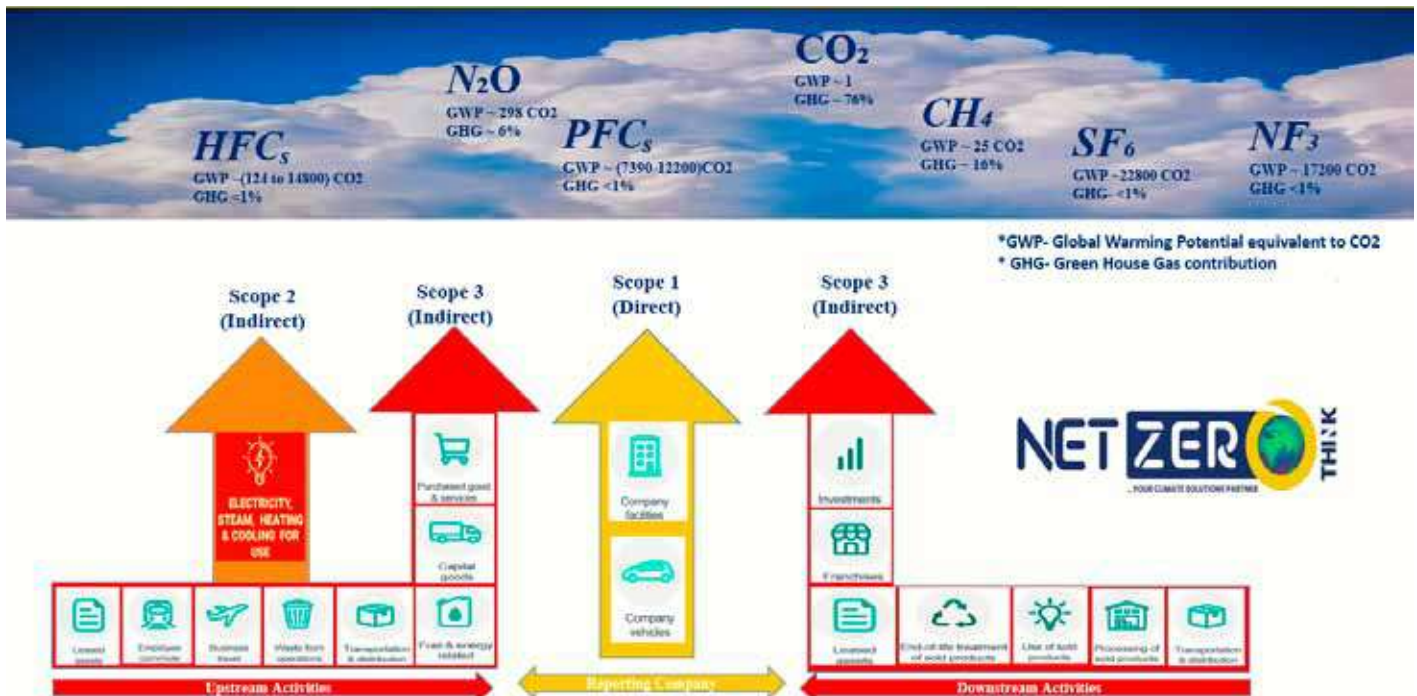 CO₂
GWP ~ 1
GHG ~ 76%
N₂O
GWP ~ 298 CO2
GHG ~ 6%
PFCs
GWP ~ (7390-12200)CO2
GHG <1%
HFCs
GWP ~(124 to 14800) CO2
GHG <1%
CH₄
GWP ~ 25 CO2
GHG ~ 16%
SF₆
GWP ~22800 CO2
GHG- <1%
NF₃
GWP ~ 17200 CO2
GHG <1%
*GWP- Global Warming Potential equivalent to CO2
* GHG- Green House Gas contribution
Scope 2
(Indirect)
Scope 3
(Indirect)
Scope 1
(Direct)
Scope 3
(Indirect)
ELECTRICITY,
STEAM, HEATING
& COOLING FOR
USE
Purchased good
& services
Capital
goods
Company
facilities
Company
vehicles
Investments
Franchises
NET ZERO
THINK
...YOUR CLIMATE SOLUTIONS PARTNER
Leased
assets
Employee
commute
Business
travel
Waste from
operations
Transportation
& distribution
Fuel & energy
related
Leased
assets
End-of-life treatment
of sold products
Use of sold
products
Processing of
sold products
Transportation
& distribution
Upstream Activities
Reporting Company
Downstream Activities